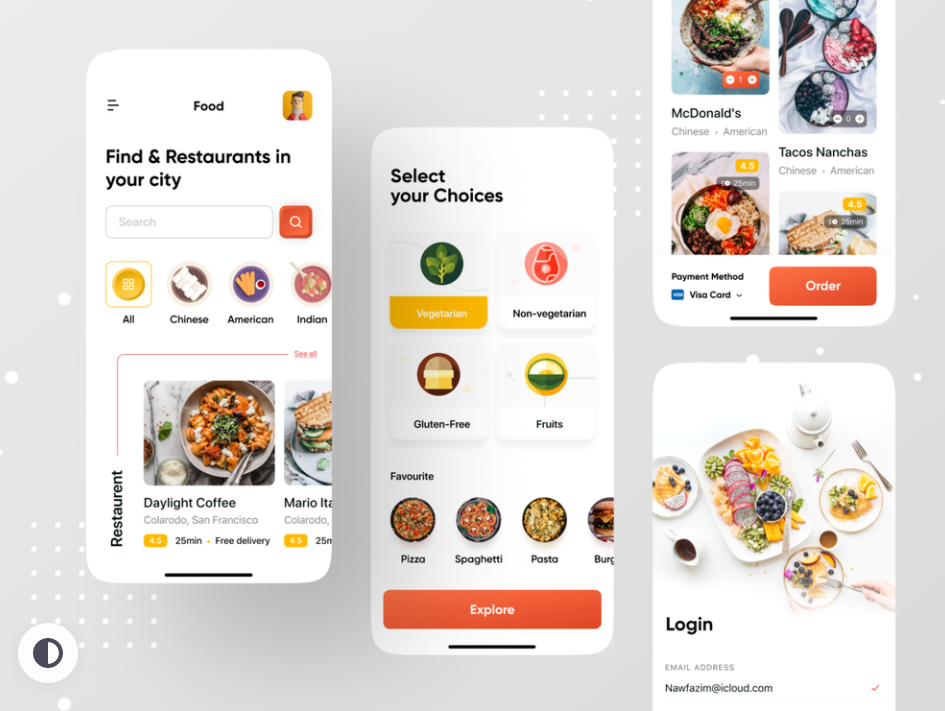 Food
Find & Restaurants in
your city
Search
All
Chinese
American
Indian
See all
Restaurent
Daylight Coffee
Colarodo, San Francisco
4.5
25min • Free delivery
Mario Ita
Colarodo,
4.5
25m
Select
your Choices
Vegetarian
Non-vegetarian
Gluten-Free
Fruits
Favourite
Pizza
Spaghetti
Pasta
Burg
Explore
1
McDonald's
Chinese • American
0
Tacos Nanchas
Chinese • American
4.5
25min
4.5
25min
Payment Method
VISA
Visa Card
Order
Login
EMAIL ADDRESS
Nawfazim@icloud.com